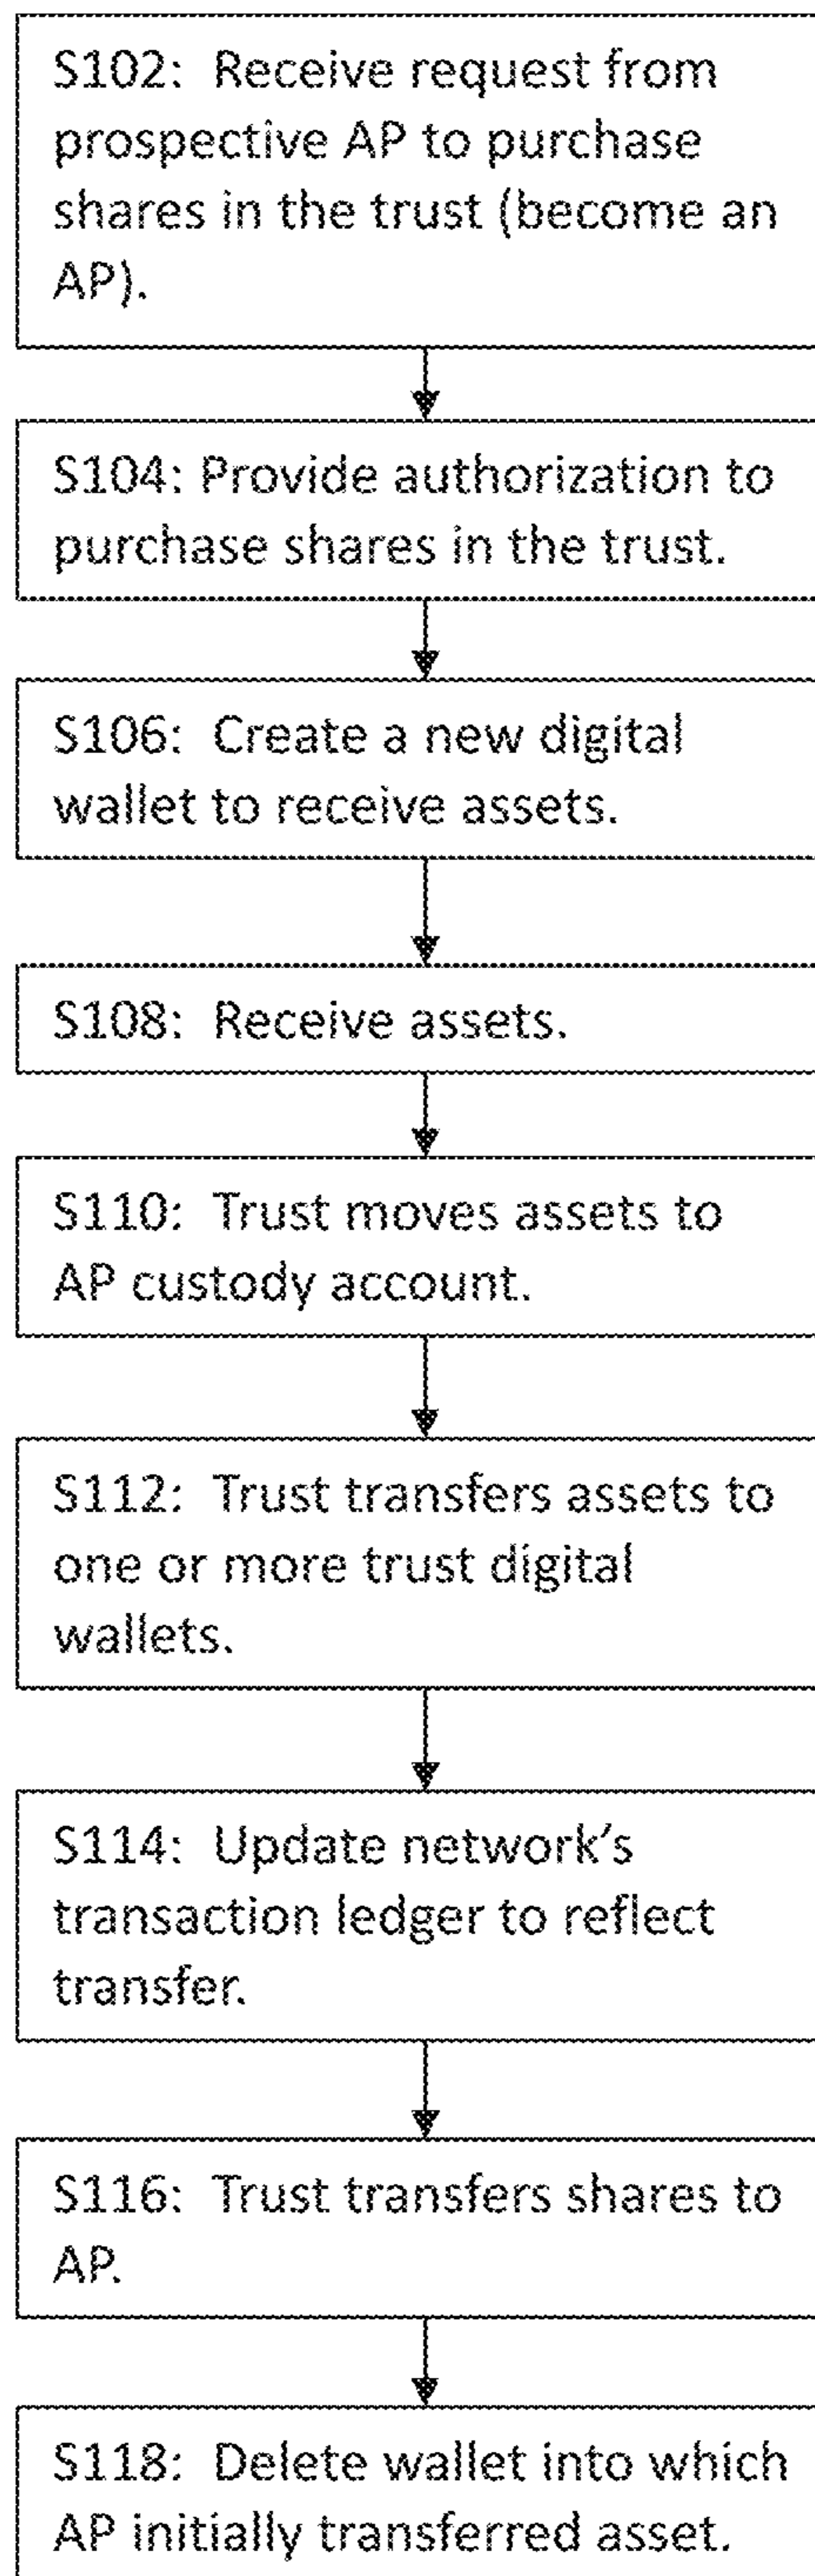 S102: Receive request from
prospective AP to purchase
shares in the trust (become an
AP).
S104: Provide authorization to
purchase shares in the trust.
S106: Create a new digital
wallet to receive assets.
S108: Receive assets.
S110: Trust moves assets to
AP custody account.
S112: Trust transfers assets to
one or more trust digital
wallets.
S114: Update network's
transaction ledger to reflect
transfer.
S116: Trust transfers shares to
AP.
S118: Delete wallet into which
AP initially transferred asset.